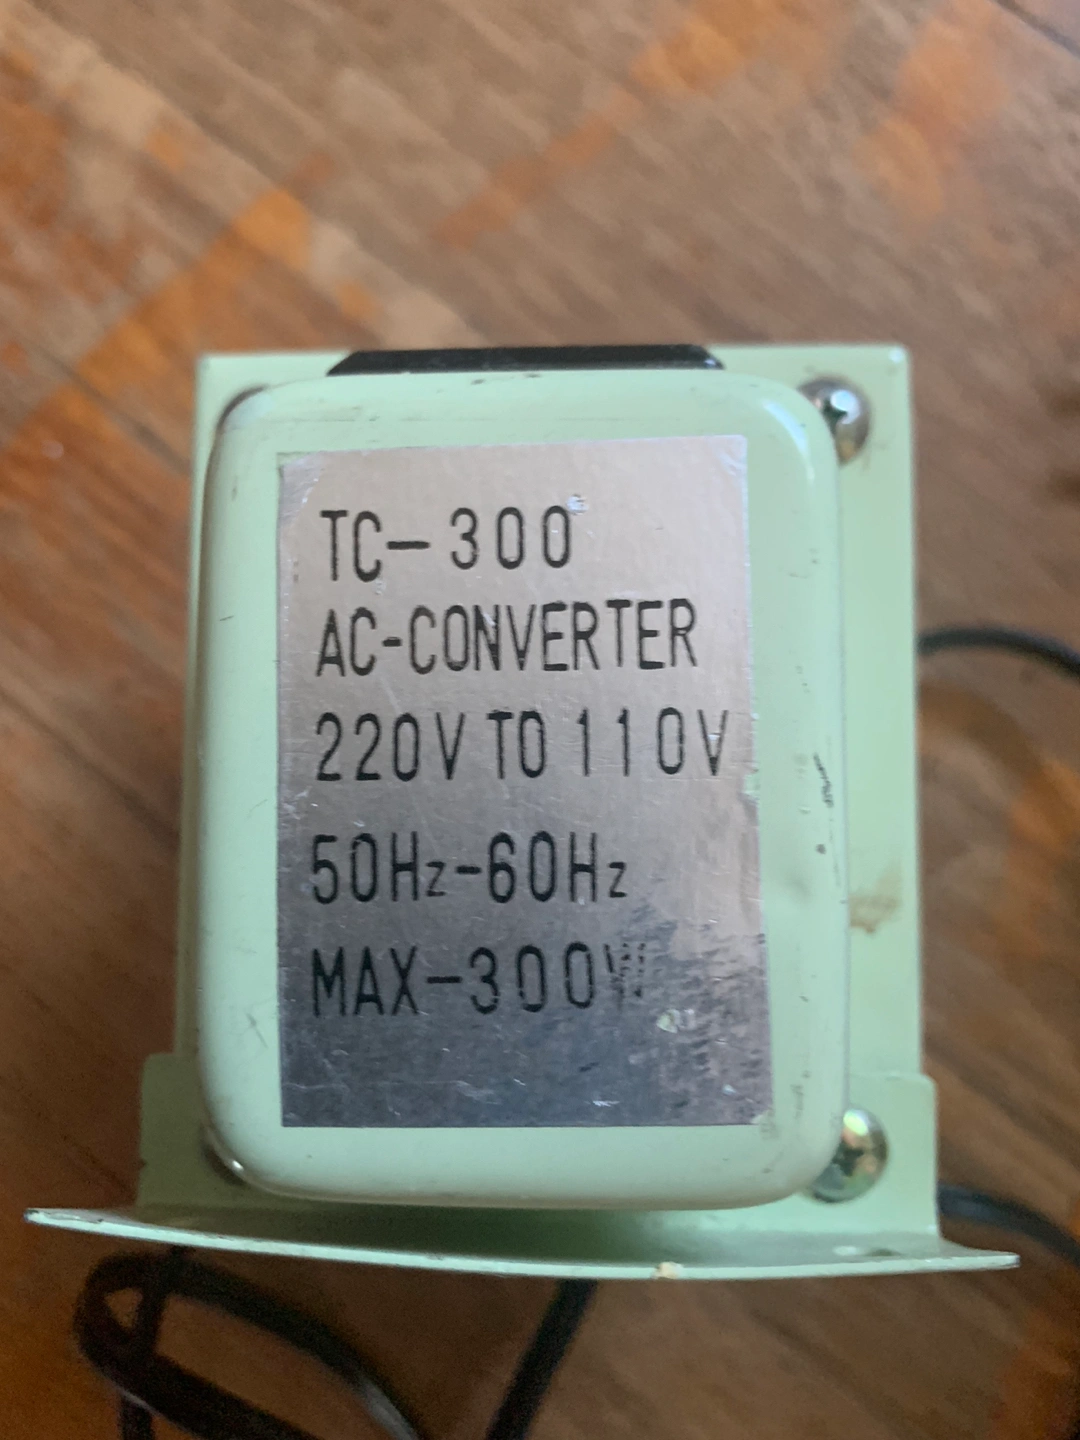 TC-300
AC-CONVERTER
220V TO 110V
50Hz-60Hz
MAX-300W